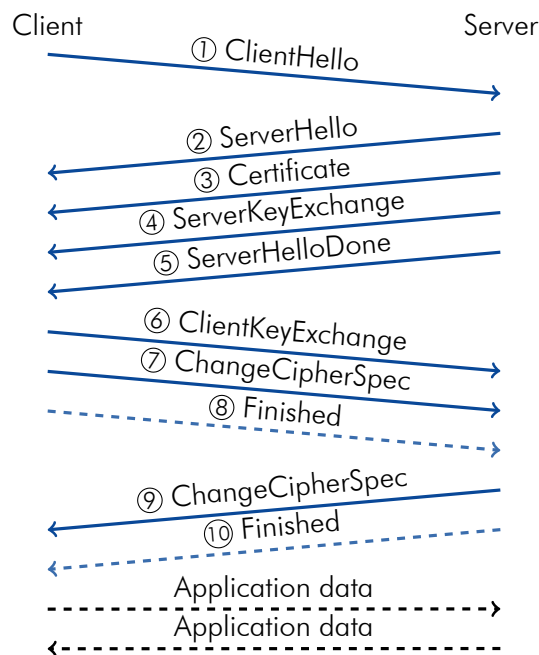 Client Server
① ClientHello
② ServerHello
③ Certificate
④ ServerKeyExchange
⑤ ServerHelloDone
⑥ ClientKeyExchange
⑦ ChangeCipherSpec
⑧ Finished
⑨ ChangeCipherSpec
⑩ Finished
Application data
Application data